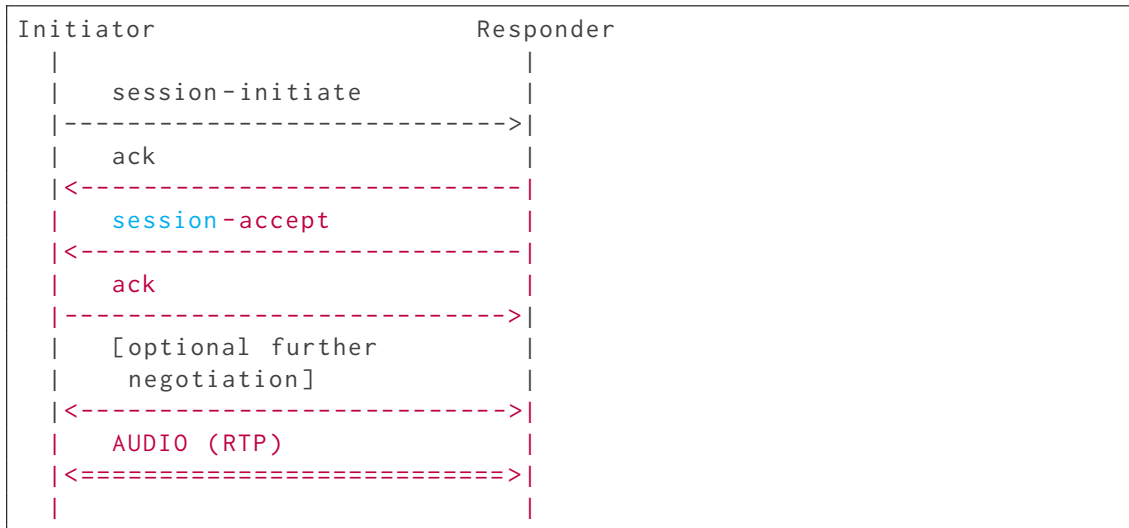 Initiator                    Responder
  |                              |
  |   session-initiate           |
  |---------------------------->|
  |   ack                        |
  |<----------------------------|
  |   session-accept             |
  |<----------------------------|
  |   ack                        |
  |---------------------------->|
  |   [optional further          |
  |    negotiation]              |
  |<--------------------------->|
  |   AUDIO (RTP)                |
  |<===========================>|
  |                              |